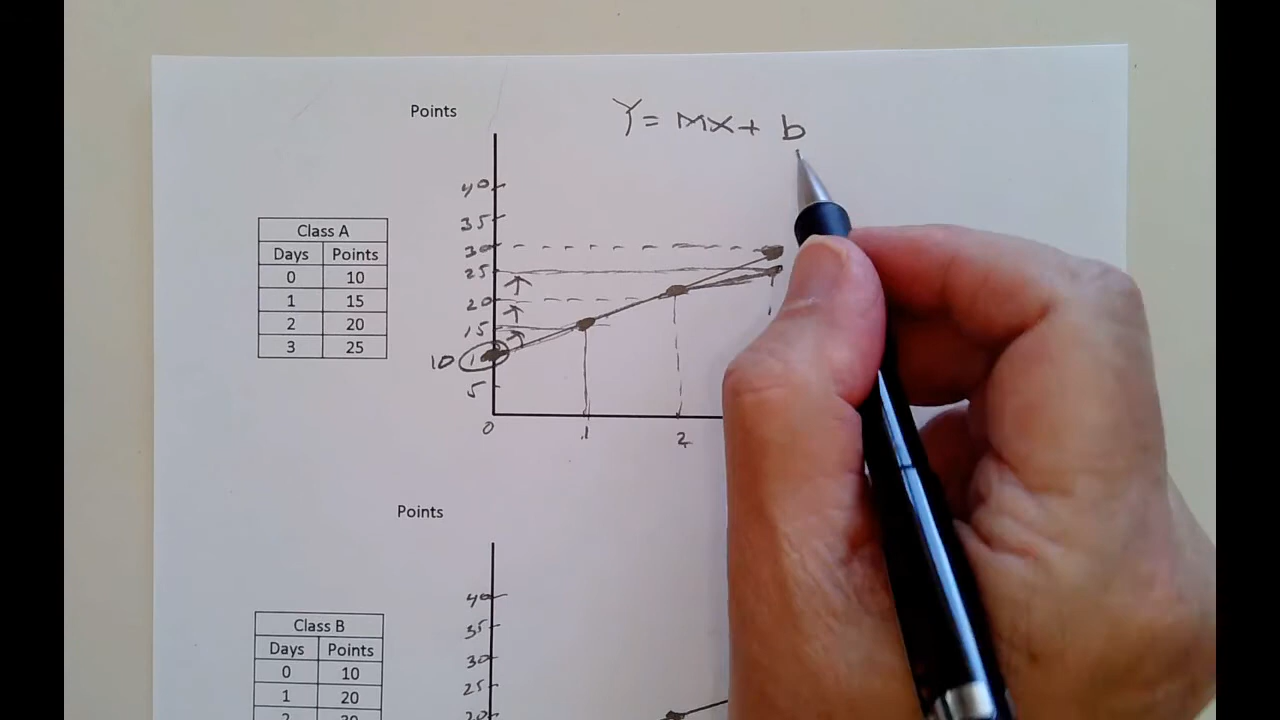 Points
Y = MX + b
40
35
30
25
20
15
10
5
0 1 2
Class A
Days Points
0 10
1 15
2 20
3 25
Points
40
35
30
25
20
Class B
Days Points
0 10
1 20